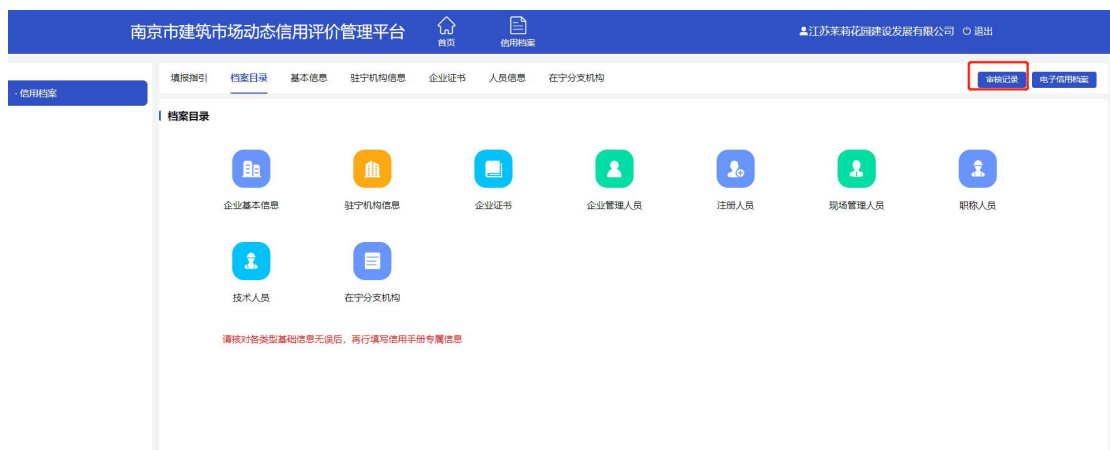 南京市建筑市场动态信用评价管理平台
首页
信用档案
江苏茉莉花园建设发展有限公司 退出
· 信用档案
填报指引 档案目录 基本信息 驻宁机构信息 企业证书 人员信息 在宁分支机构
审核记录 电子信用档案
档案目录
企业基本信息 驻宁机构信息 企业证书 企业管理人员 注册人员 现场管理人员 职称人员
技术人员 在宁分支机构
请核对各类型基础信息无误后，再行填写信用手册专属信息